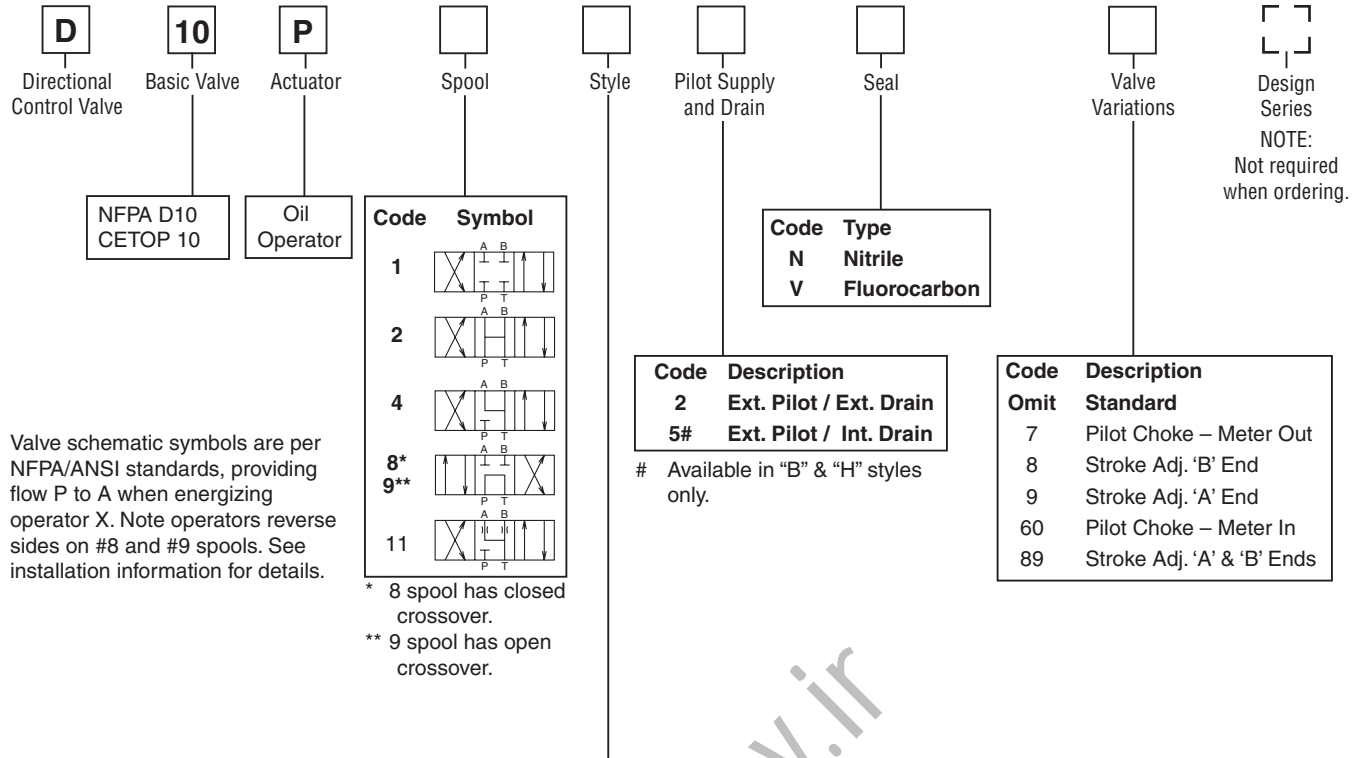 D 10 P
Directional Control Valve
Basic Valve
Actuator
Spool
Style
Pilot Supply and Drain
Seal
Valve Variations
Design Series
NOTE:
Not required
when ordering.
NFPA D10
CETOP 10
Oil
Operator
Code Symbol
1
A B
P T
2
A B
P T
4
A B
P T
8*
9**
A B
P T
11
A B
P T
* 8 spool has closed
crossover.
** 9 spool has open
crossover.
Valve schematic symbols are per
NFPA/ANSI standards, providing
flow P to A when energizing
operator X. Note operators reverse
sides on #8 and #9 spools. See
installation information for details.
Code Description
2 Ext. Pilot / Ext. Drain
5# Ext. Pilot / Int. Drain
# Available in “B” & “H” styles
only.
Code Type
N Nitrile
V Fluorocarbon
Code Description
Omit Standard
7 Pilot Choke – Meter Out
8 Stroke Adj. ‘B’ End
9 Stroke Adj. ‘A’ End
60 Pilot Choke – Meter In
89 Stroke Adj. ‘A’ & ‘B’ Ends